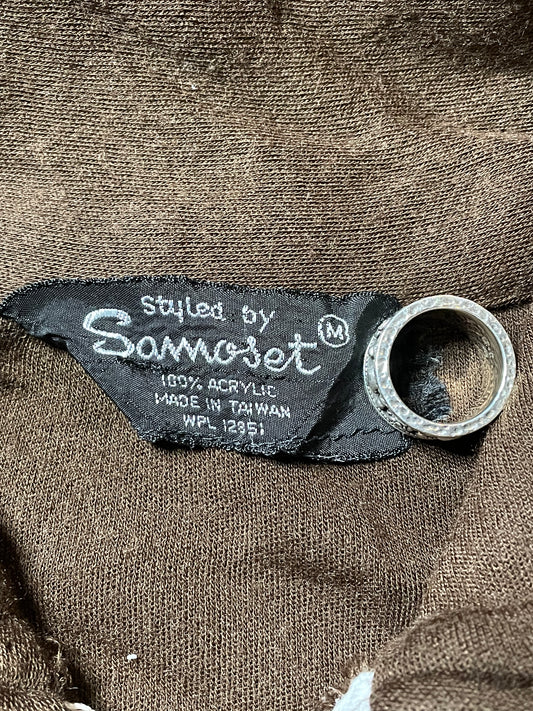 Styled by
Samoset M
100% ACRYLIC
MADE IN TAIWAN
WPL 12351